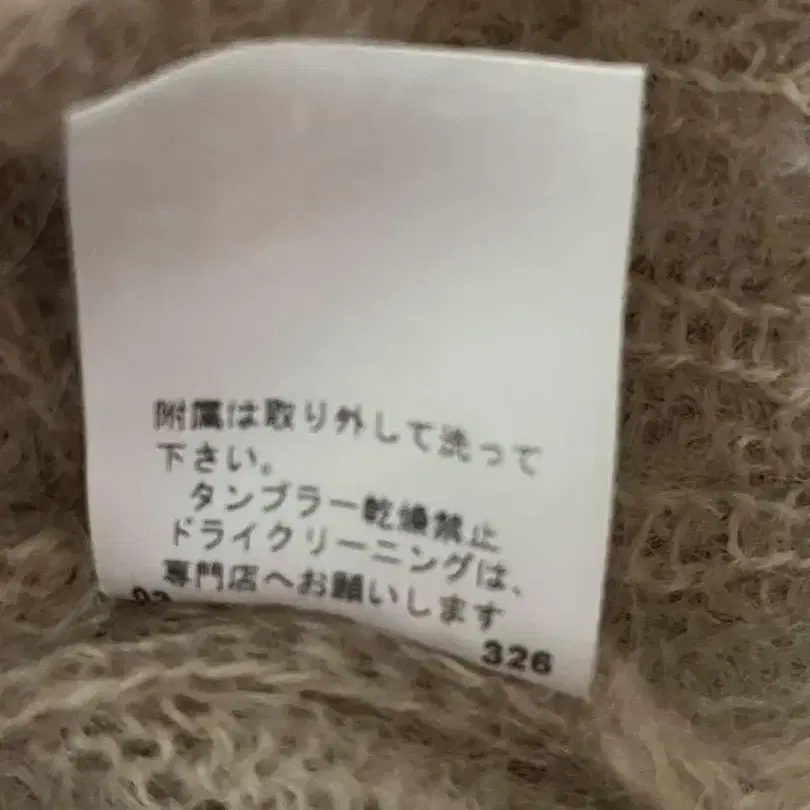 附属は取り外して洗って
下さい。
タンブラー乾燥禁止
ドライクリーニングは、
専門店へお願いします
326